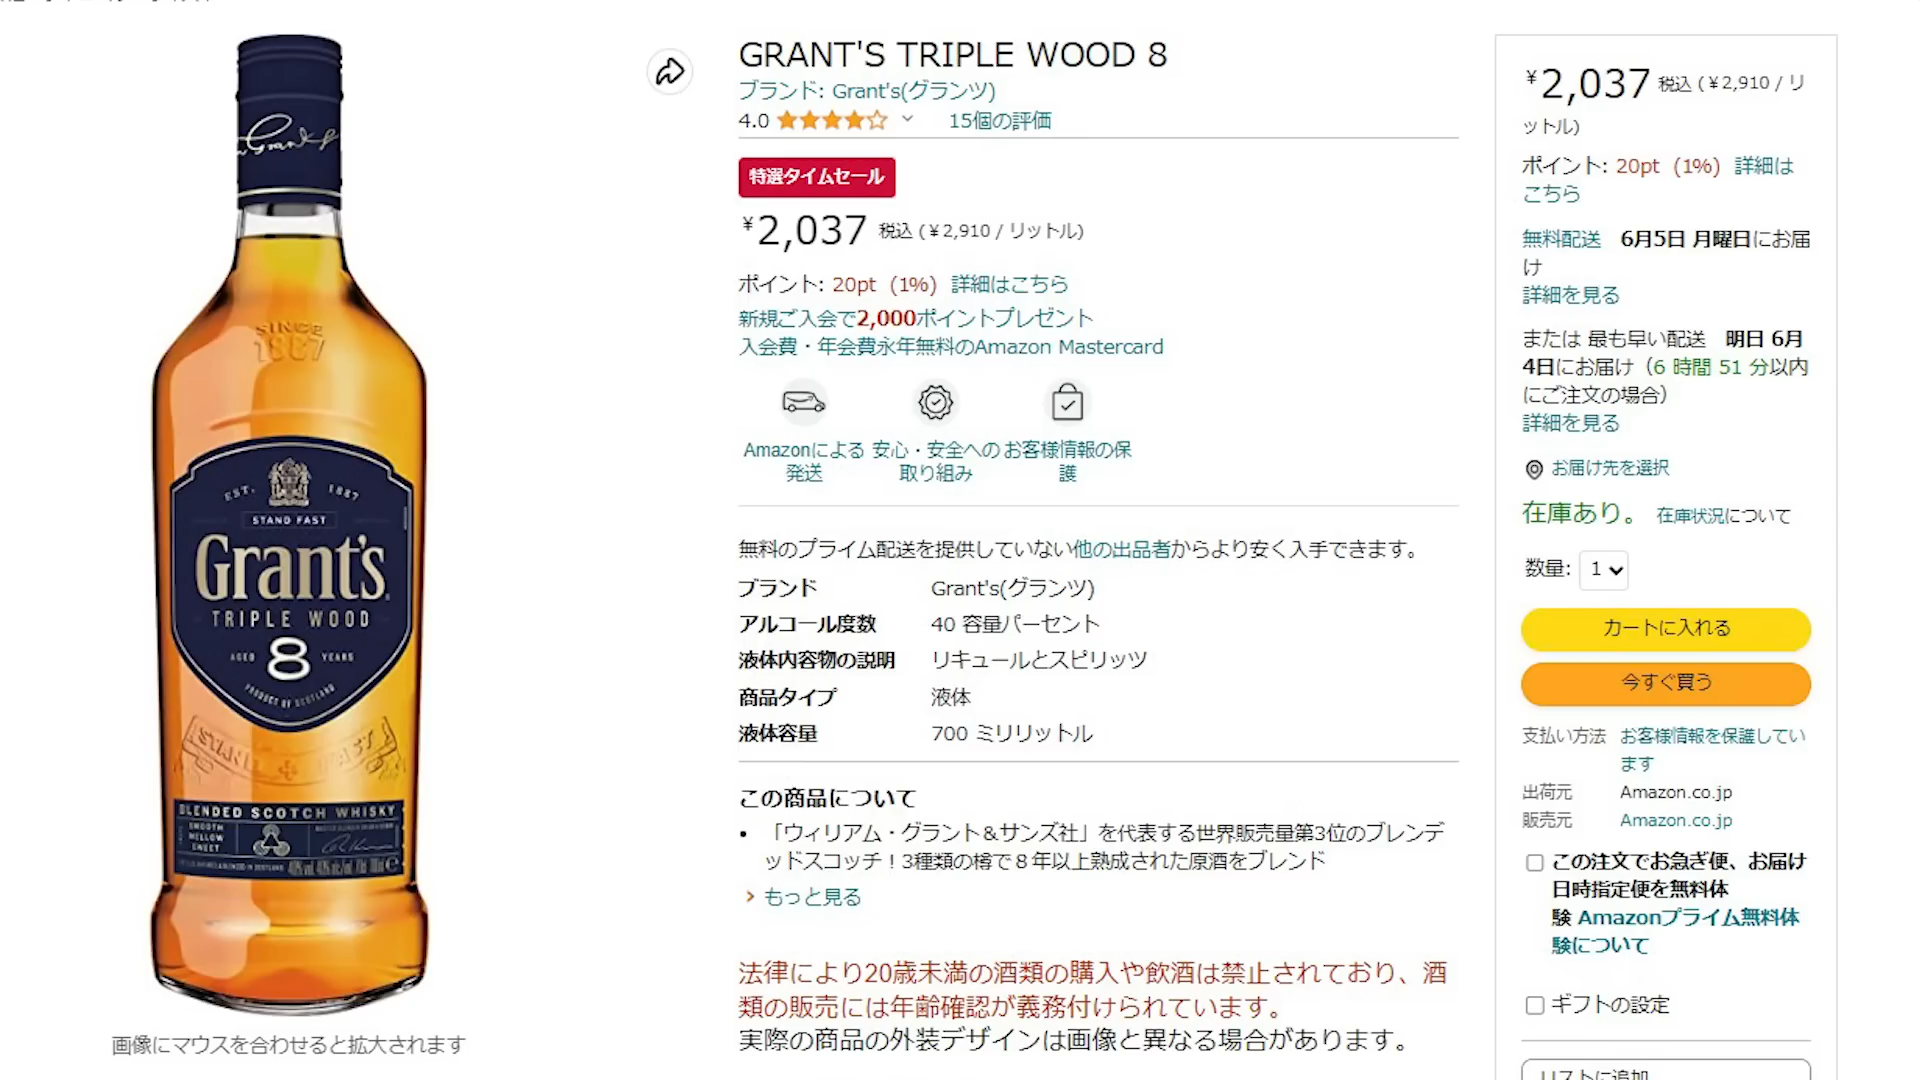 GRANT'S TRIPLE WOOD 8
ブランド: Grant's(グランツ)
4.0
15個の評価
特選タイムセール
¥2,037 税込 (¥2,910 / リットル)
ポイント: 20pt (1%) 詳細はこちら
新規ご入会で2,000ポイントプレゼント
入会費・年会費永年無料のAmazon Mastercard
Amazonによる
発送
安心・安全への
取り組み
お客様情報の保
護
無料のプライム配送を提供していない他の出品者からより安く入手できます。
ブランド Grant's(グランツ)
アルコール度数 40 容量パーセント
液体内容物の説明 リキュールとスピリッツ
商品タイプ 液体
液体容量 700 ミリリットル
この商品について
• 「ウィリアム・グラント&サンズ社」を代表する世界販売量第3位のブレンデ
ッドスコッチ！3種類の樽で８年以上熟成された原酒をブレンド
› もっと見る
法律により20歳未満の酒類の購入や飲酒は禁止されており、酒
類の販売には年齢確認が義務付けられています。
実際の商品の外装デザインは画像と異なる場合があります。
¥2,037 税込 (¥2,910 / リ
ットル)
ポイント: 20pt (1%) 詳細は
こちら
無料配送 6月5日 月曜日にお届
け
詳細を見る
または 最も早い配送 明日 6月
4日にお届け（6 時間 51 分以内
にご注文の場合）
詳細を見る
お届け先を選択
在庫あり。 在庫状況について
数量: 1
カートに入れる
今すぐ買う
支払い方法 お客様情報を保護してい
ます
出荷元 Amazon.co.jp
販売元 Amazon.co.jp
この注文でお急ぎ便、お届け
日時指定便を無料体
験 Amazonプライム無料体
験について
ギフトの設定
リストに追加
Grant
SINCE
1887
EST. 1887
STAND FAST
Grant's
TRIPLE WOOD
AGED 8 YEARS
PRODUCT OF SCOTLAND
STAND FAST
BLENDED SCOTCH WHISKY
SMOOTH
MELLOW
SWEET
画像にマウスを合わせると拡大されます